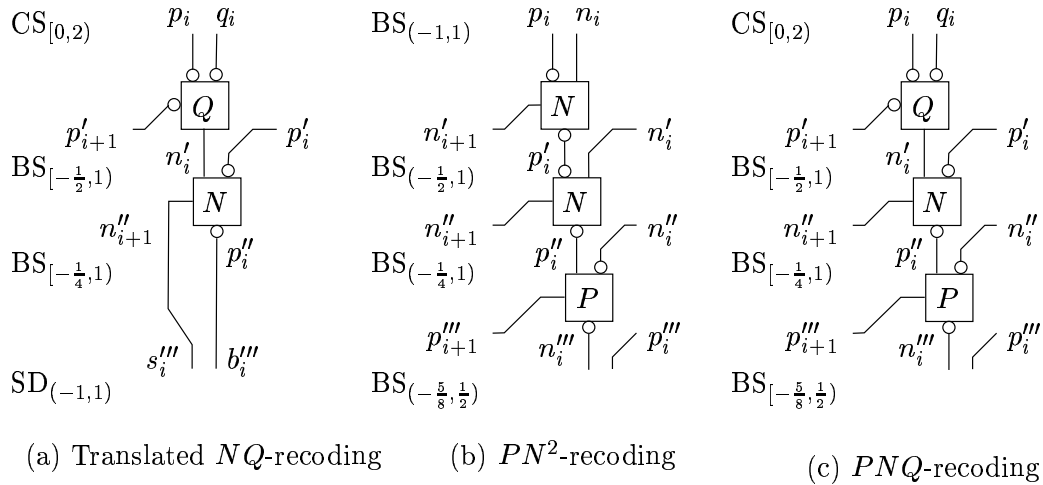 CS[0,2) p_i q_i
Q
p′_{i+1} n′_i p′_i
BS[−1/2,1)
N
n″_{i+1} p″_i
BS[−1/4,1)
s‴_i b‴_i
SD(−1,1)
(a) Translated NQ-recoding
BS(−1,1) p_i n_i
N
n′_{i+1} p′_i n′_i
BS(−1/2,1)
N
n″_{i+1} p″_i n″_i
BS(−1/4,1)
P
p‴_{i+1} n‴_i p‴_i
BS(−5/8,1/2)
(b) PN²-recoding
CS[0,2) p_i q_i
Q
p′_{i+1} n′_i p′_i
BS[−1/2,1)
N
n″_{i+1} p″_i n″_i
BS[−1/4,1)
P
p‴_{i+1} n‴_i p‴_i
BS[−5/8,1/2)
(c) PNQ-recoding